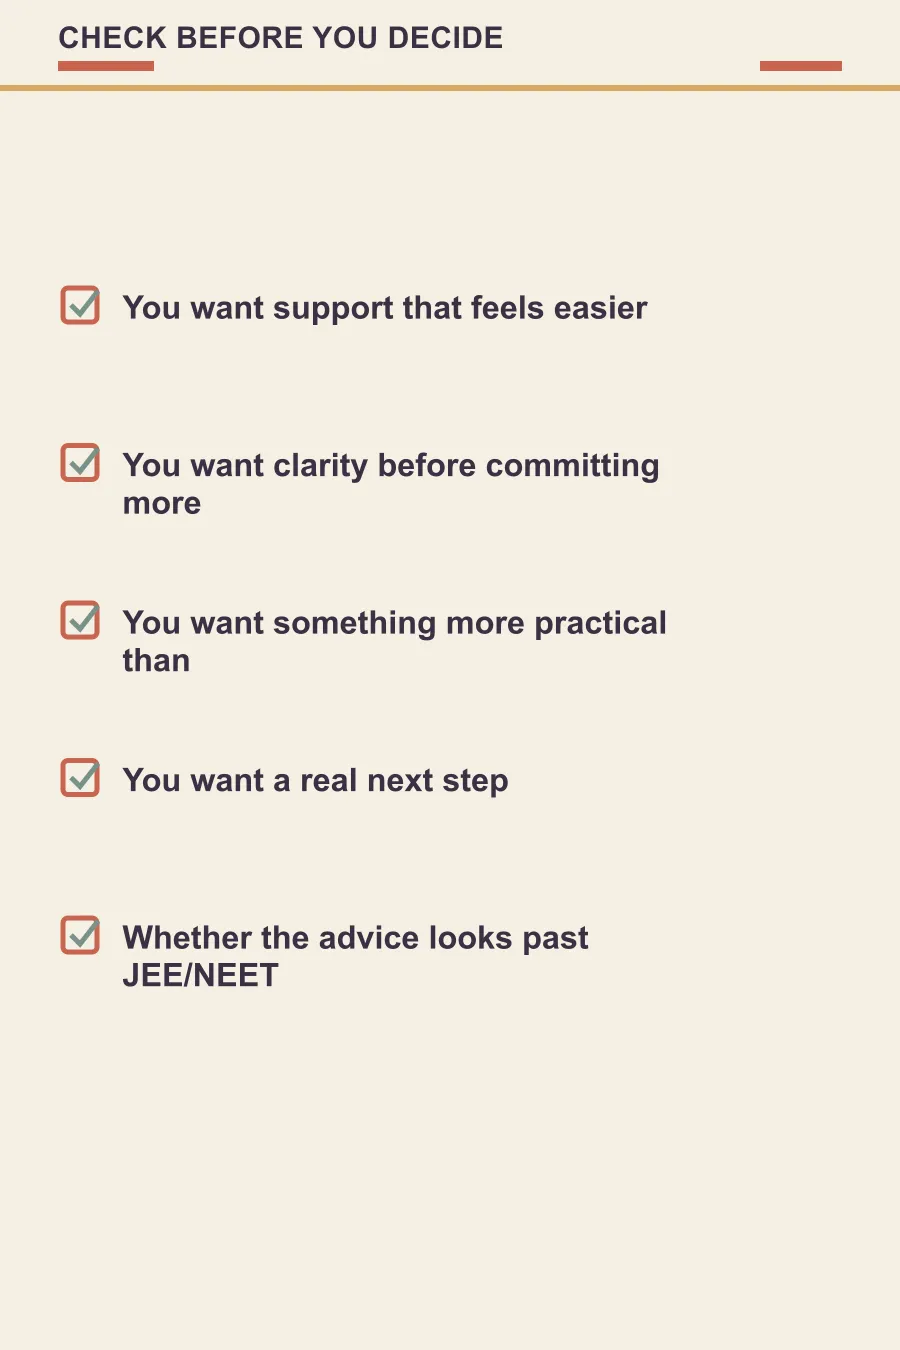 CHECK BEFORE YOU DECIDE
You want support that feels easier
You want clarity before committing
more
You want something more practical
than
You want a real next step
Whether the advice looks past
JEE/NEET